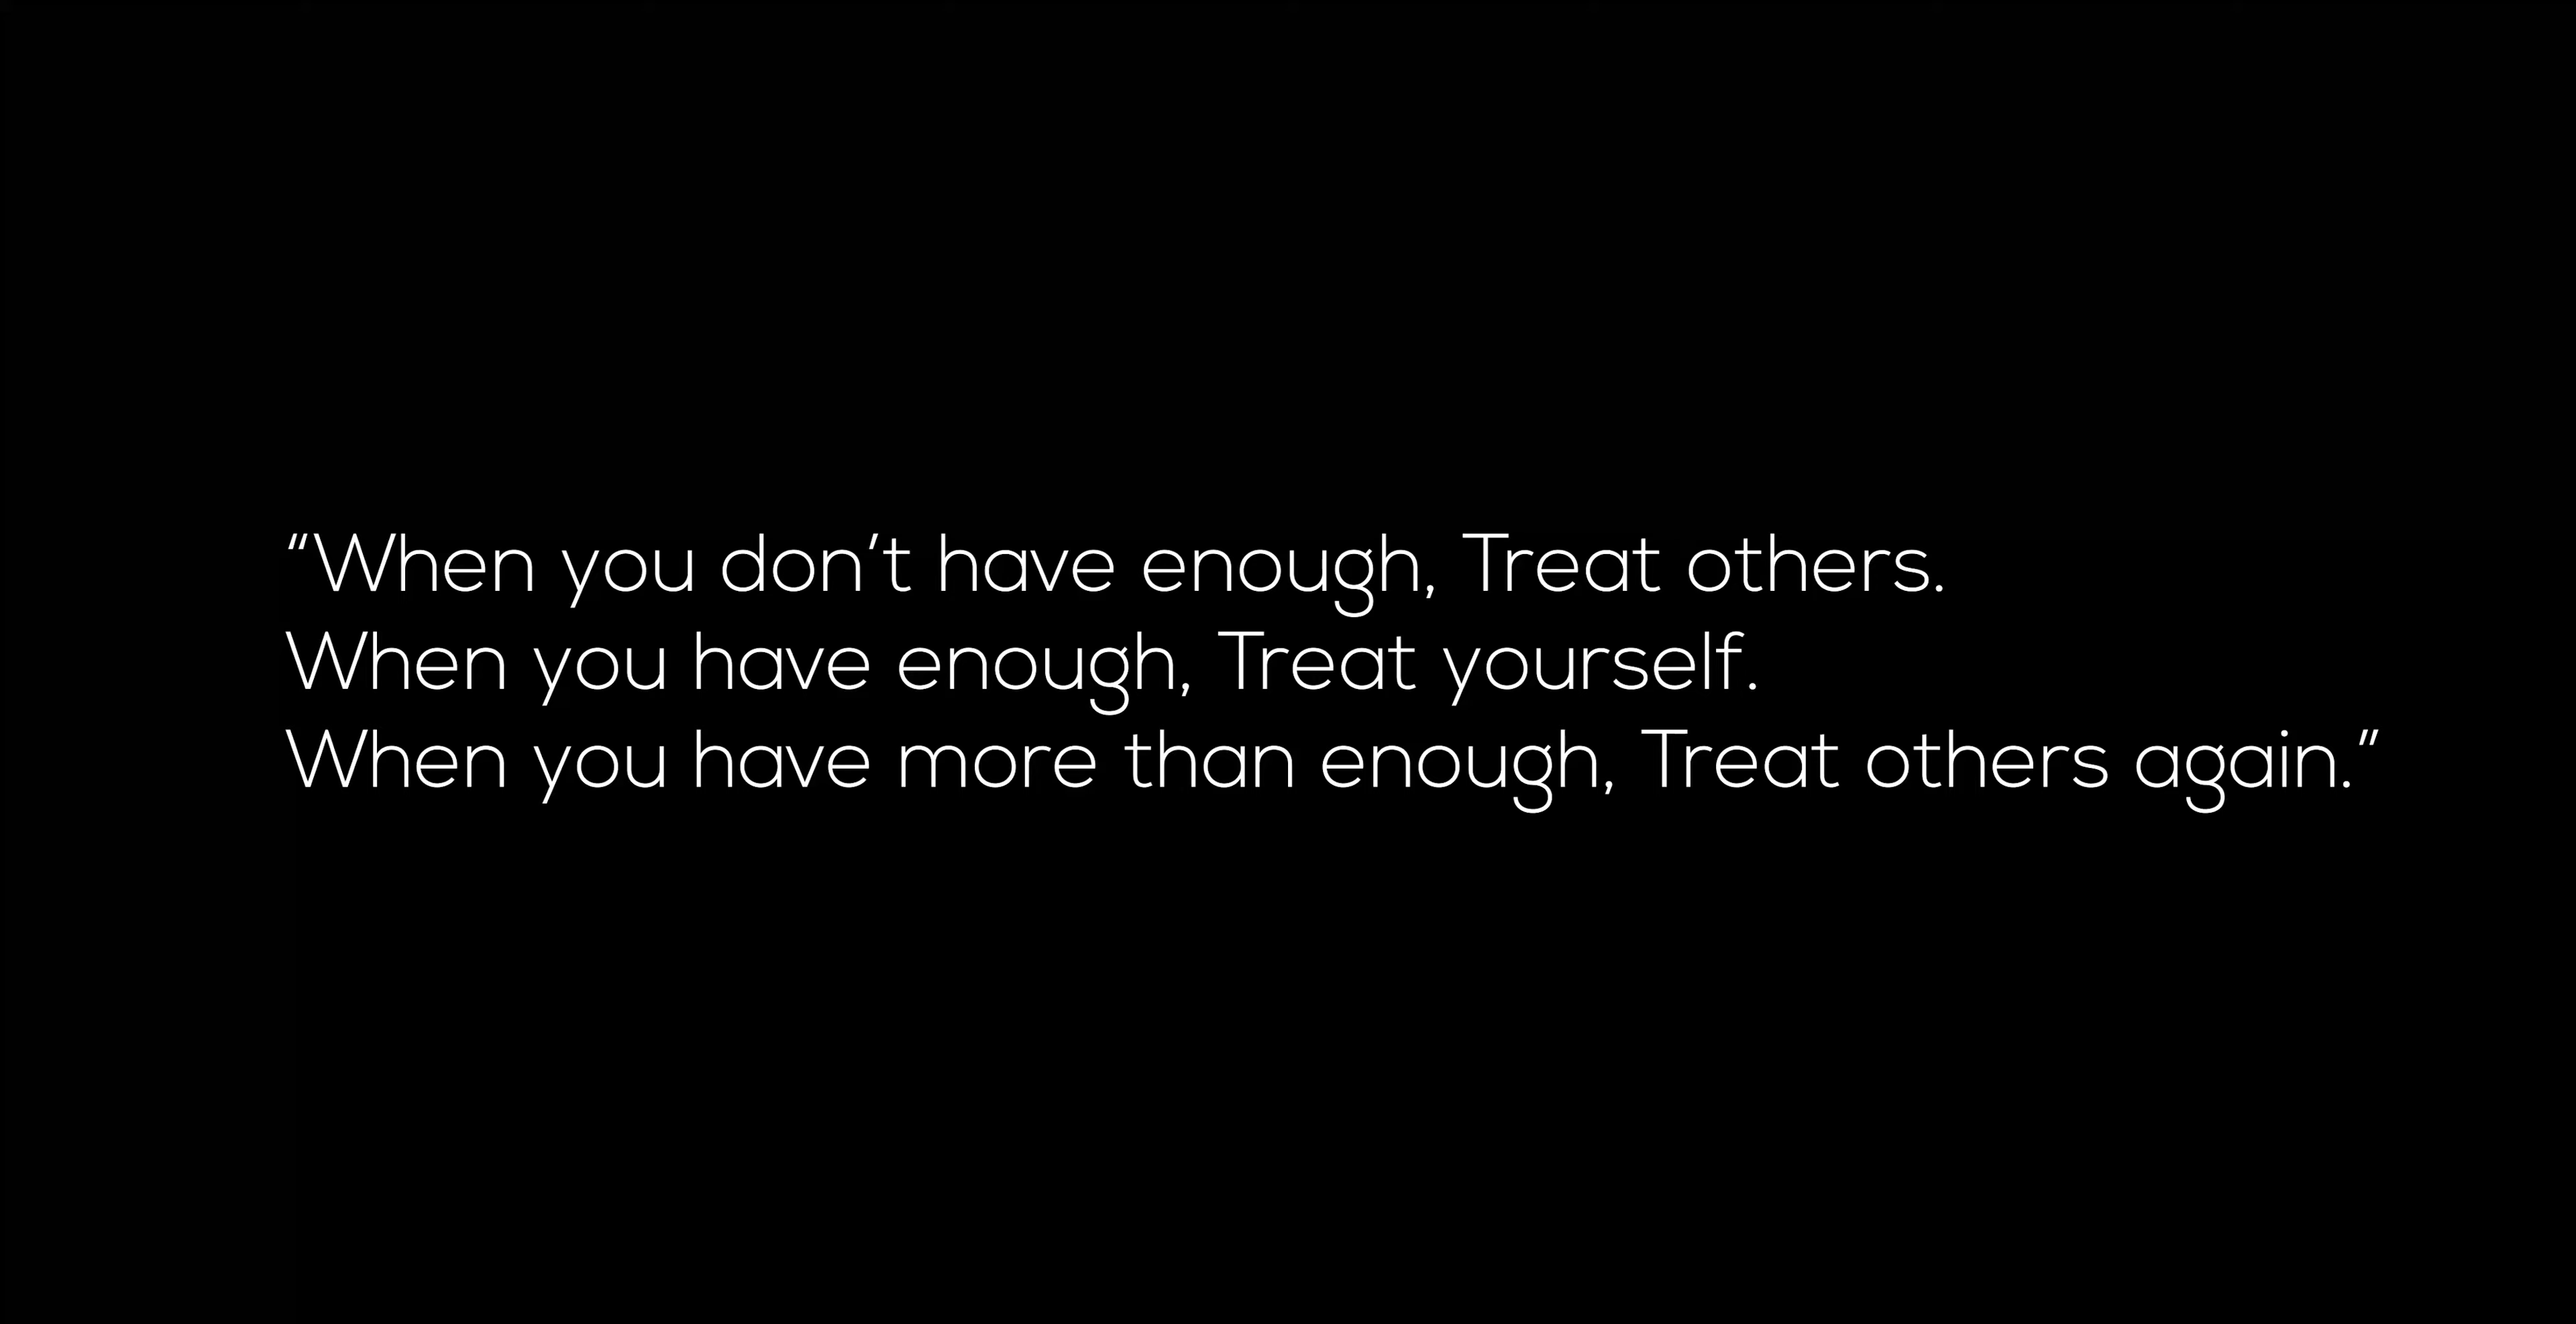 “When you don’t have enough, Treat others.
When you have enough, Treat yourself.
When you have more than enough, Treat others again.”